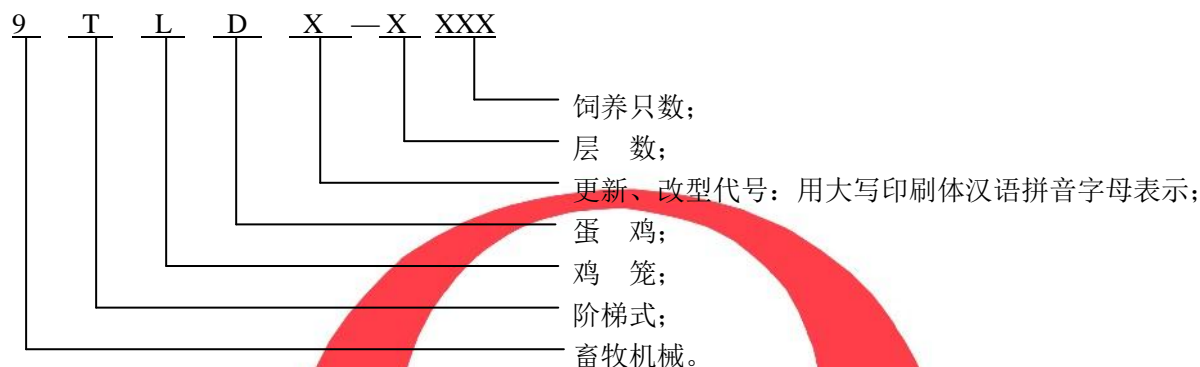 9 T L D X — X XXX
饲养只数；
层 数；
更新、改型代号：用大写印刷体汉语拼音字母表示；
蛋 鸡；
鸡 笼；
阶梯式；
畜牧机械。